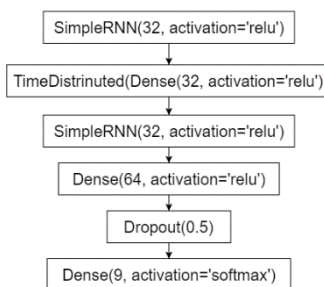 SimpleRNN(32, activation='relu')
TimeDistrinuted(Dense(32, activation='relu')
SimpleRNN(32, activation='relu')
Dense(64, activation='relu')
Dropout(0.5)
Dense(9, activation='softmax')